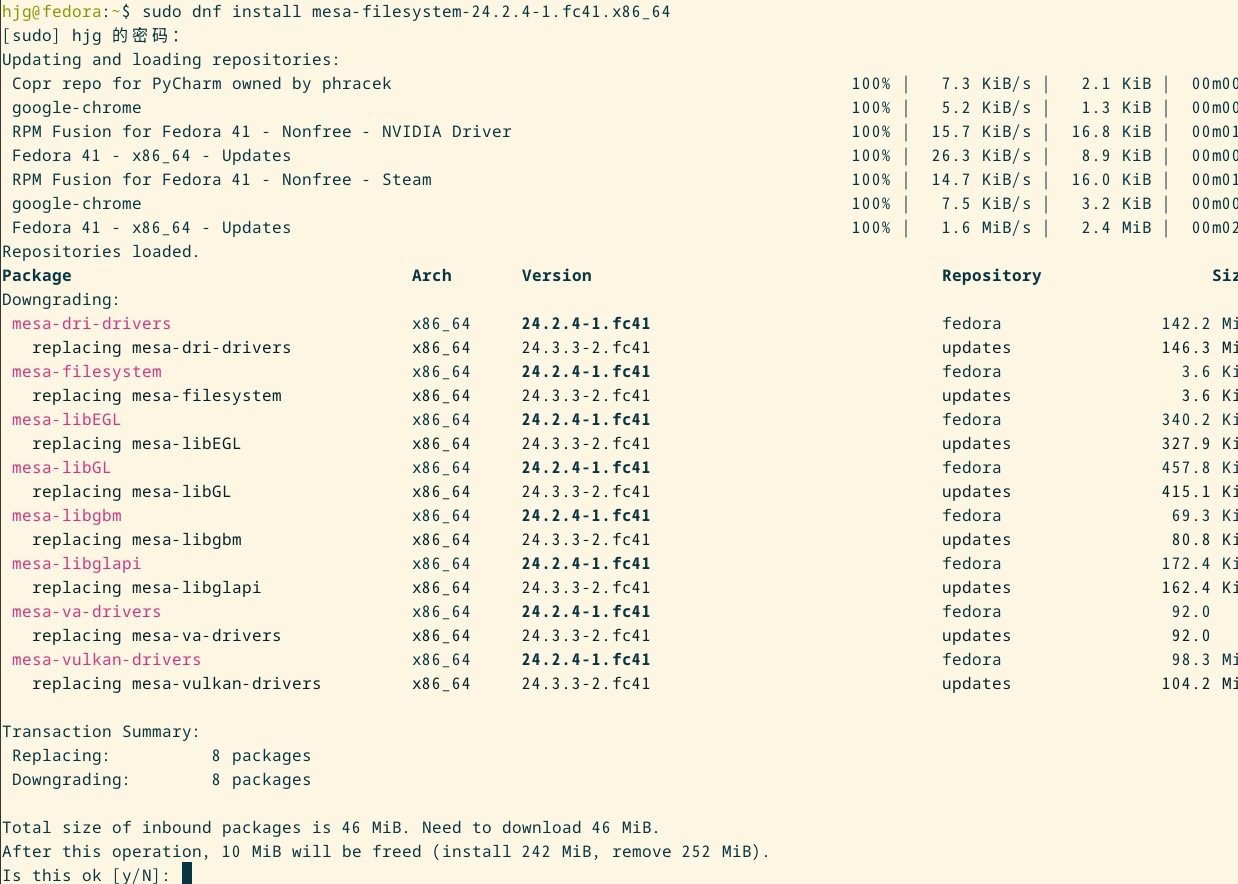 hjg@fedora:~$ sudo dnf install mesa-filesystem-24.2.4-1.fc41.x86_64
[sudo] hjg 的密码：
Updating and loading repositories:
Copr repo for PyCharm owned by phracek 100% | 7.3 KiB/s | 2.1 KiB | 00m00
google-chrome 100% | 5.2 KiB/s | 1.3 KiB | 00m00
RPM Fusion for Fedora 41 - Nonfree - NVIDIA Driver 100% | 15.7 KiB/s | 16.8 KiB | 00m01
Fedora 41 - x86_64 - Updates 100% | 26.3 KiB/s | 8.9 KiB | 00m00
RPM Fusion for Fedora 41 - Nonfree - Steam 100% | 14.7 KiB/s | 16.0 KiB | 00m01
google-chrome 100% | 7.5 KiB/s | 3.2 KiB | 00m00
Fedora 41 - x86_64 - Updates 100% | 1.6 MiB/s | 2.4 MiB | 00m02
Repositories loaded.
Package Arch Version Repository Siz
Downgrading:
mesa-dri-drivers x86_64 24.2.4-1.fc41 fedora 142.2 Mi
replacing mesa-dri-drivers x86_64 24.3.3-2.fc41 updates 146.3 Mi
mesa-filesystem x86_64 24.2.4-1.fc41 fedora 3.6 Ki
replacing mesa-filesystem x86_64 24.3.3-2.fc41 updates 3.6 Ki
mesa-libEGL x86_64 24.2.4-1.fc41 fedora 340.2 Ki
replacing mesa-libEGL x86_64 24.3.3-2.fc41 updates 327.9 Ki
mesa-libGL x86_64 24.2.4-1.fc41 fedora 457.8 Ki
replacing mesa-libGL x86_64 24.3.3-2.fc41 updates 415.1 Ki
mesa-libgbm x86_64 24.2.4-1.fc41 fedora 69.3 Ki
replacing mesa-libgbm x86_64 24.3.3-2.fc41 updates 80.8 Ki
mesa-libglapi x86_64 24.2.4-1.fc41 fedora 172.4 Ki
replacing mesa-libglapi x86_64 24.3.3-2.fc41 updates 162.4 Ki
mesa-va-drivers x86_64 24.2.4-1.fc41 fedora 92.0
replacing mesa-va-drivers x86_64 24.3.3-2.fc41 updates 92.0
mesa-vulkan-drivers x86_64 24.2.4-1.fc41 fedora 98.3 Mi
replacing mesa-vulkan-drivers x86_64 24.3.3-2.fc41 updates 104.2 Mi
Transaction Summary:
Replacing: 8 packages
Downgrading: 8 packages
Total size of inbound packages is 46 MiB. Need to download 46 MiB.
After this operation, 10 MiB will be freed (install 242 MiB, remove 252 MiB).
Is this ok [y/N]: